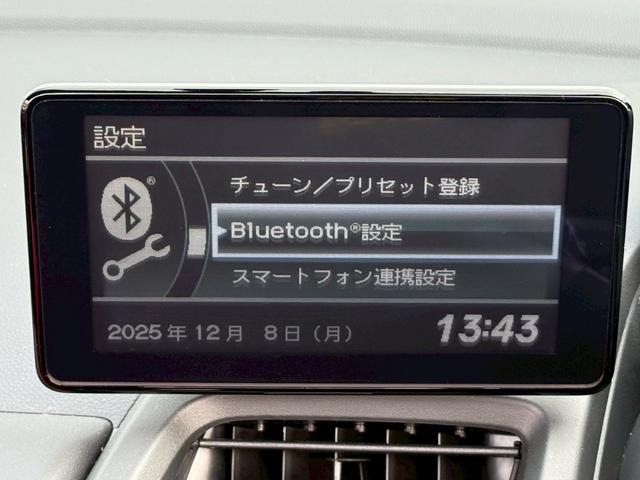 設定
チューン／プリセット登録
Bluetooth®設定
スマートフォン連携設定
2025年12月 8日（月） 13:43